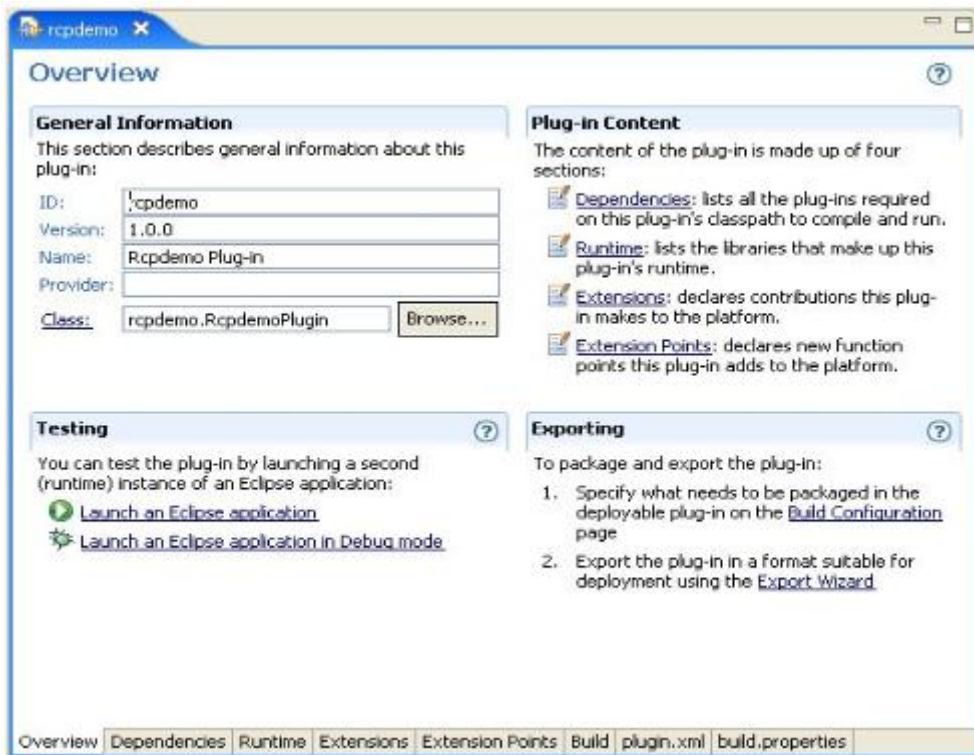 rcpdemo
Overview
General Information
This section describes general information about this
plug-in:
ID: rcpdemo
Version: 1.0.0
Name: Rcpdemo Plug-in
Provider:
Class: rcpdemo.RcpdemoPlugin Browse...
Plug-in Content
The content of the plug-in is made up of four
sections:
Dependencies: lists all the plug-ins required
on this plug-in's classpath to compile and run.
Runtime: lists the libraries that make up this
plug-in's runtime.
Extensions: declares contributions this plug-
in makes to the platform.
Extension Points: declares new function
points this plug-in adds to the platform.
Testing
You can test the plug-in by launching a second
(runtime) instance of an Eclipse application:
Launch an Eclipse application
Launch an Eclipse application in Debug mode
Exporting
To package and export the plug-in:
1. Specify what needs to be packaged in the
deployable plug-in on the Build Configuration
page
2. Export the plug-in in a format suitable for
deployment using the Export Wizard
Overview Dependencies Runtime Extensions Extension Points Build plugin.xml build.properties